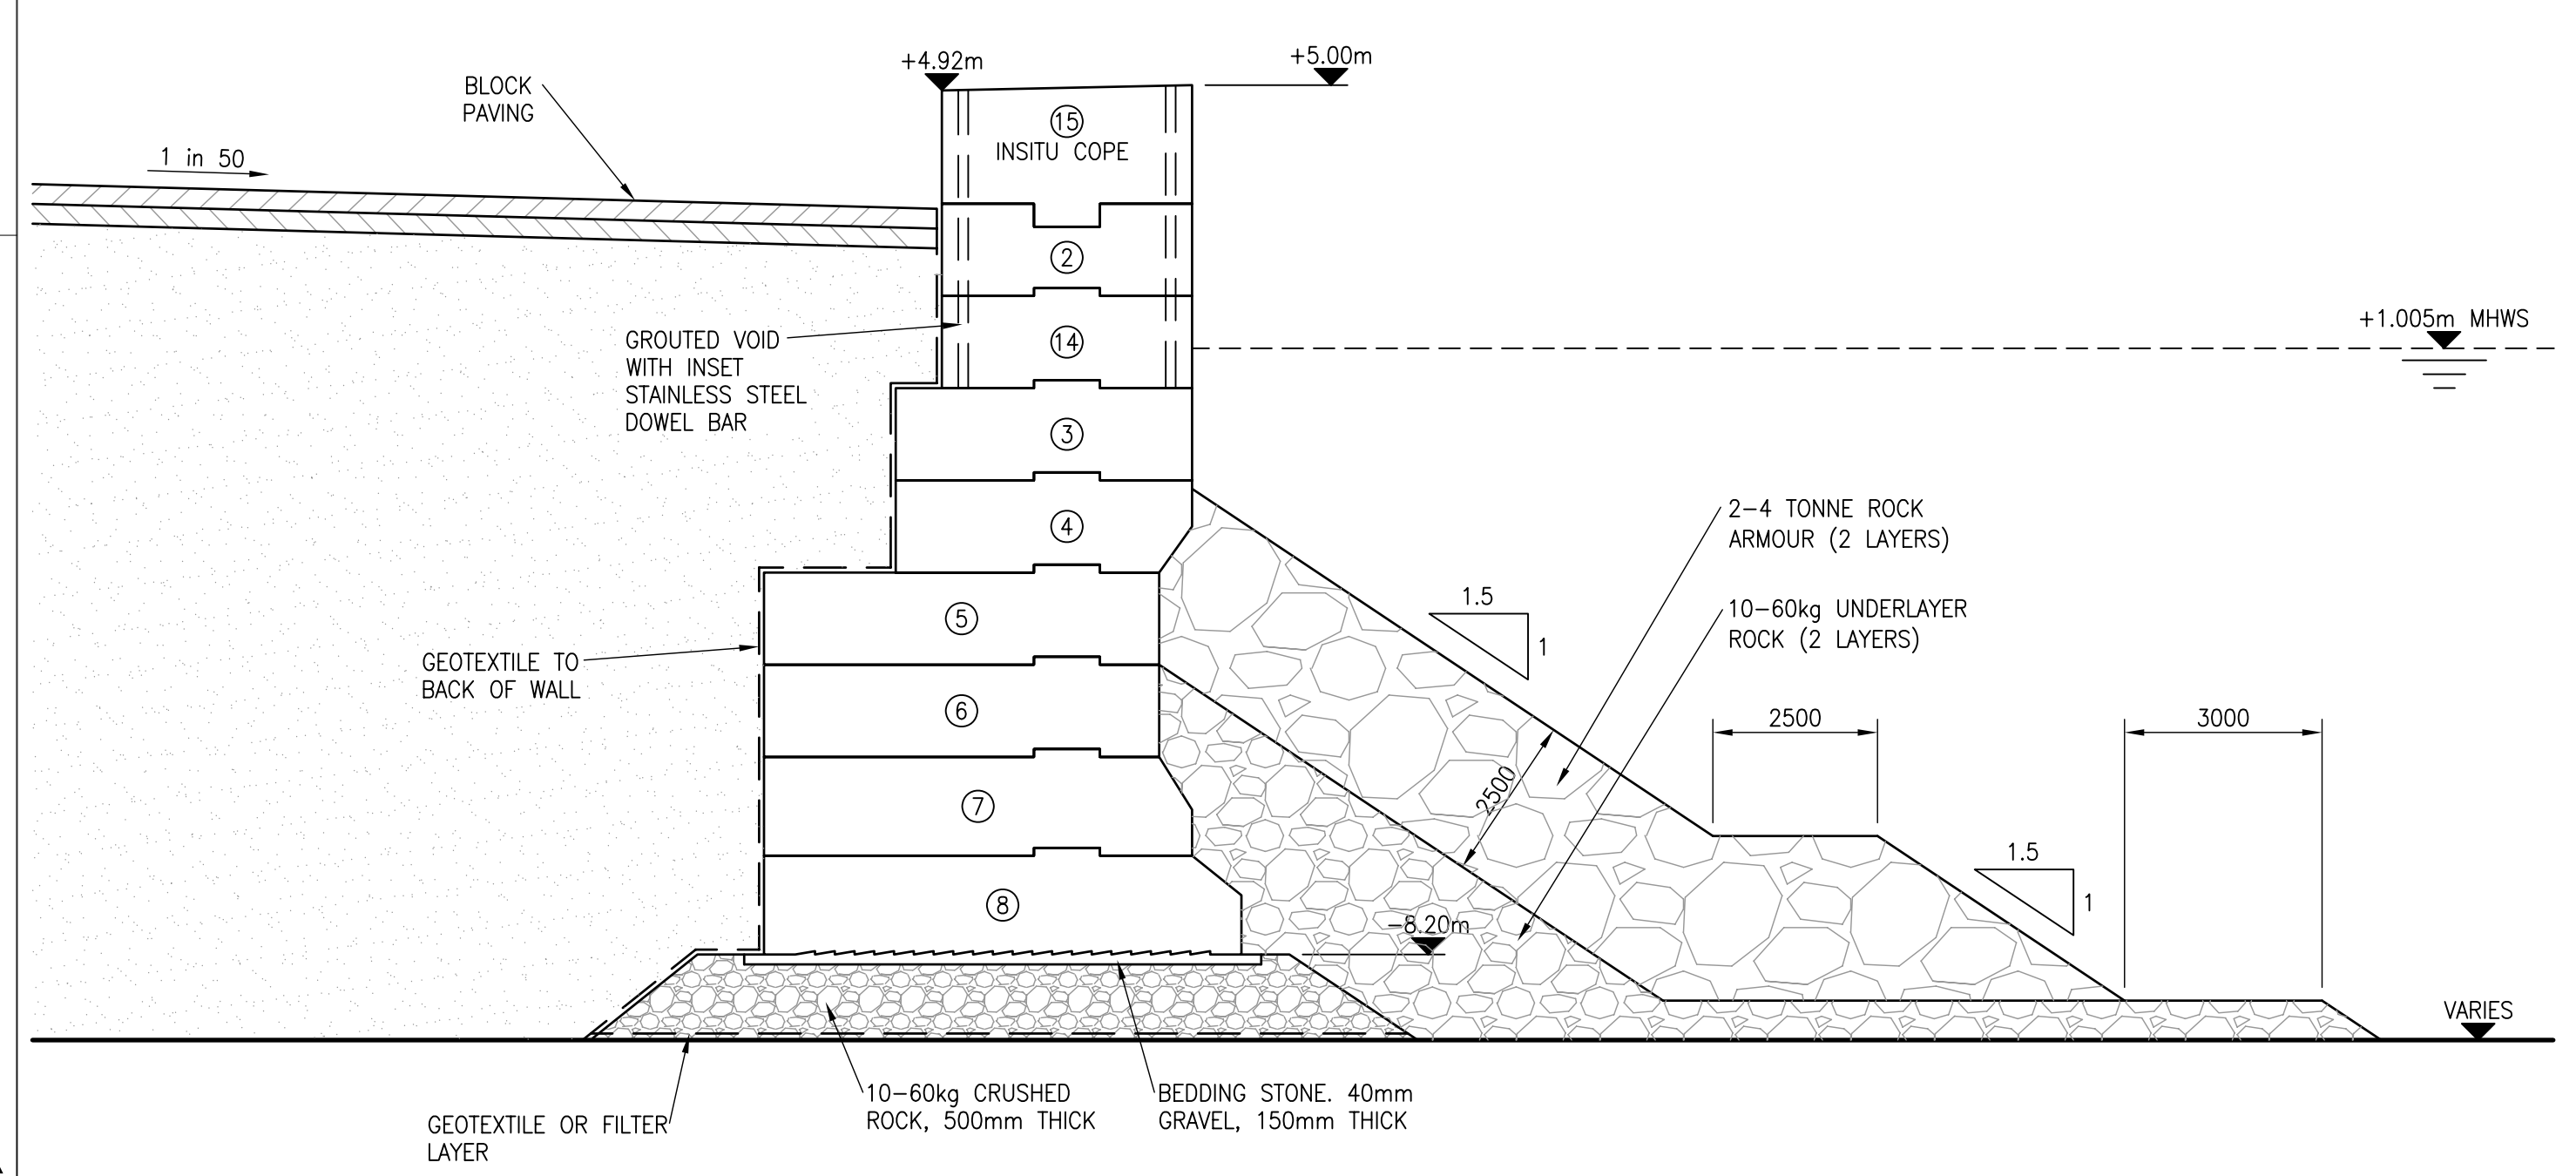 +4.92m
+5.00m
BLOCK
PAVING
1 in 50
15
INSITU COPE
2
14
+1.005m MHWS
GROUTED VOID
WITH INSET
STAINLESS STEEL
DOWEL BAR
3
4
2-4 TONNE ROCK
ARMOUR (2 LAYERS)
1.5
1
10-60kg UNDERLAYER
ROCK (2 LAYERS)
5
GEOTEXTILE TO
BACK OF WALL
6
2500
3000
2500
7
1.5
1
8
-8.20m
VARIES
10-60kg CRUSHED
ROCK, 500mm THICK
BEDDING STONE. 40mm
GRAVEL, 150mm THICK
GEOTEXTILE OR FILTER
LAYER